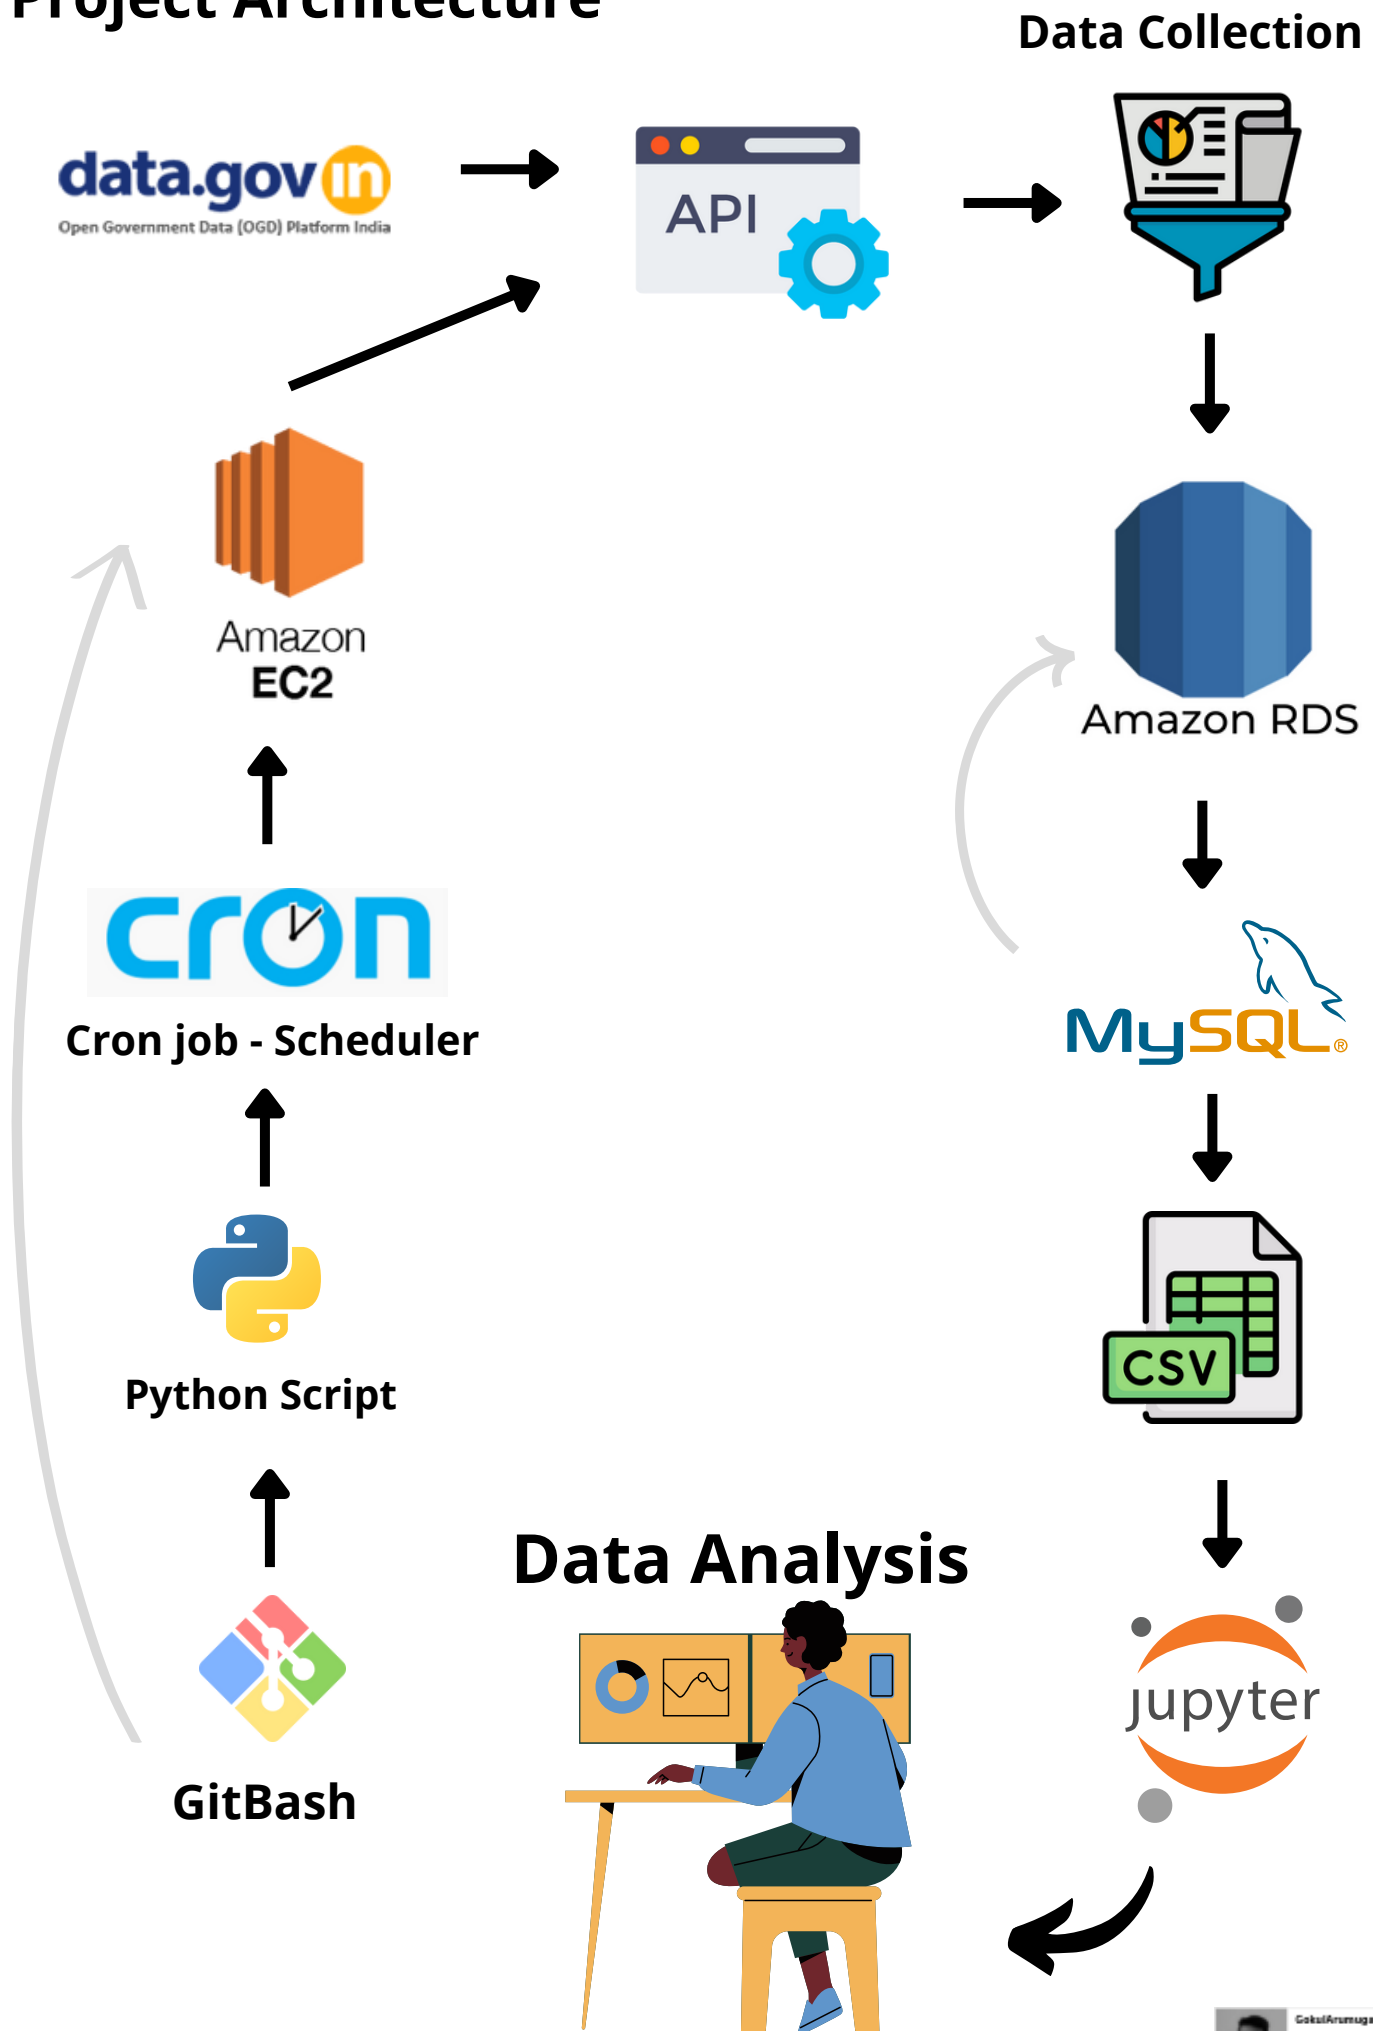 Project Architecture
Data Collection
data.gov in
Open Government Data (OGD) Platform India
API
Amazon
EC2
Amazon RDS
cron
Cron job - Scheduler
MySQL®
Python Script
CSV
Data Analysis
jupyter
GitBash